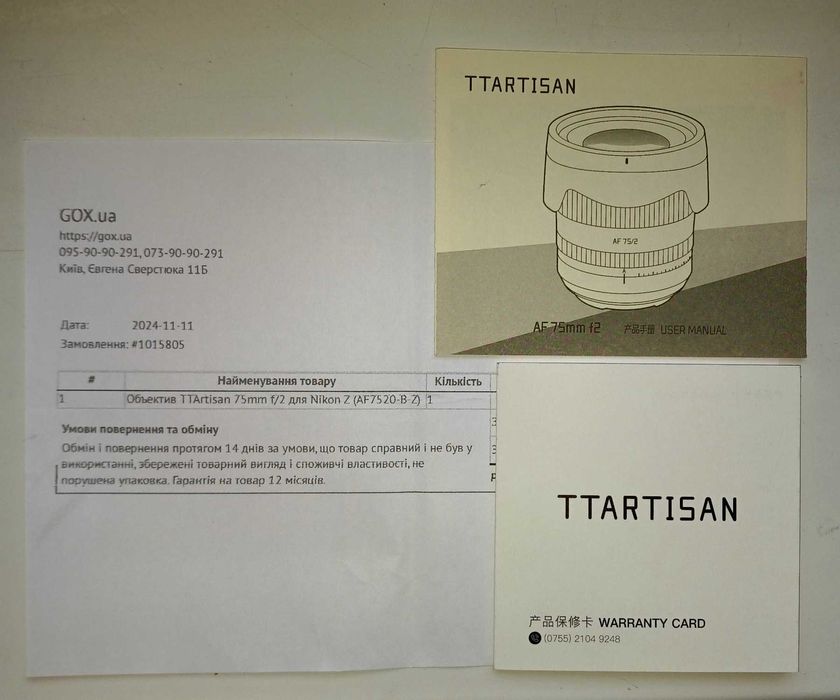 GOX.ua
https://gox.ua
095-90-90-291, 073-90-90-291
Київ, Євгена Сверстюка 11Б
Дата: 2024-11-11
Замовлення: #1015805
# Найменування товару Кількість
1 Объектив TTArtisan 75mm f/2 для Nikon Z (AF7520-B-Z) 1
Умови повернення та обміну
Обмін і повернення протягом 14 днів за умови, що товар справний і не був у
використанні, збережені товарний вигляд і споживчі властивості, не
порушена упаковка. Гарантія на товар 12 місяців.
TTARTISAN
AF 75/2
AF 75mm f2 产品手册 USER MANUAL
TTARTISAN
产品保修卡 WARRANTY CARD
(0755) 2104 9248